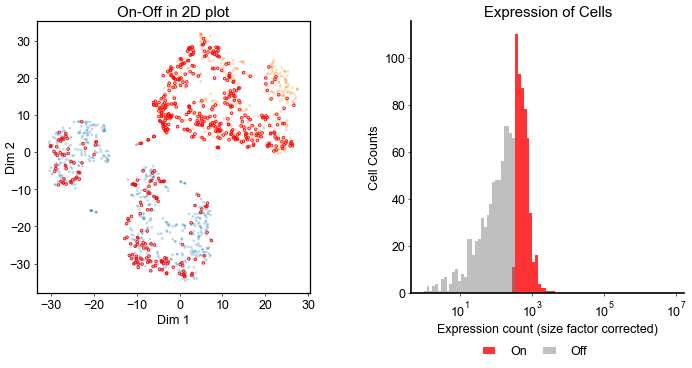 On-Off in 2D plot
Expression of Cells
30
20
10
0
−10
−20
−30
Dim 2
−30 −20 −10 0 10 20 30
Dim 1
100
80
60
40
20
0
Cell Counts
10^1 10^3 10^5 10^7
Expression count (size factor corrected)
On Off